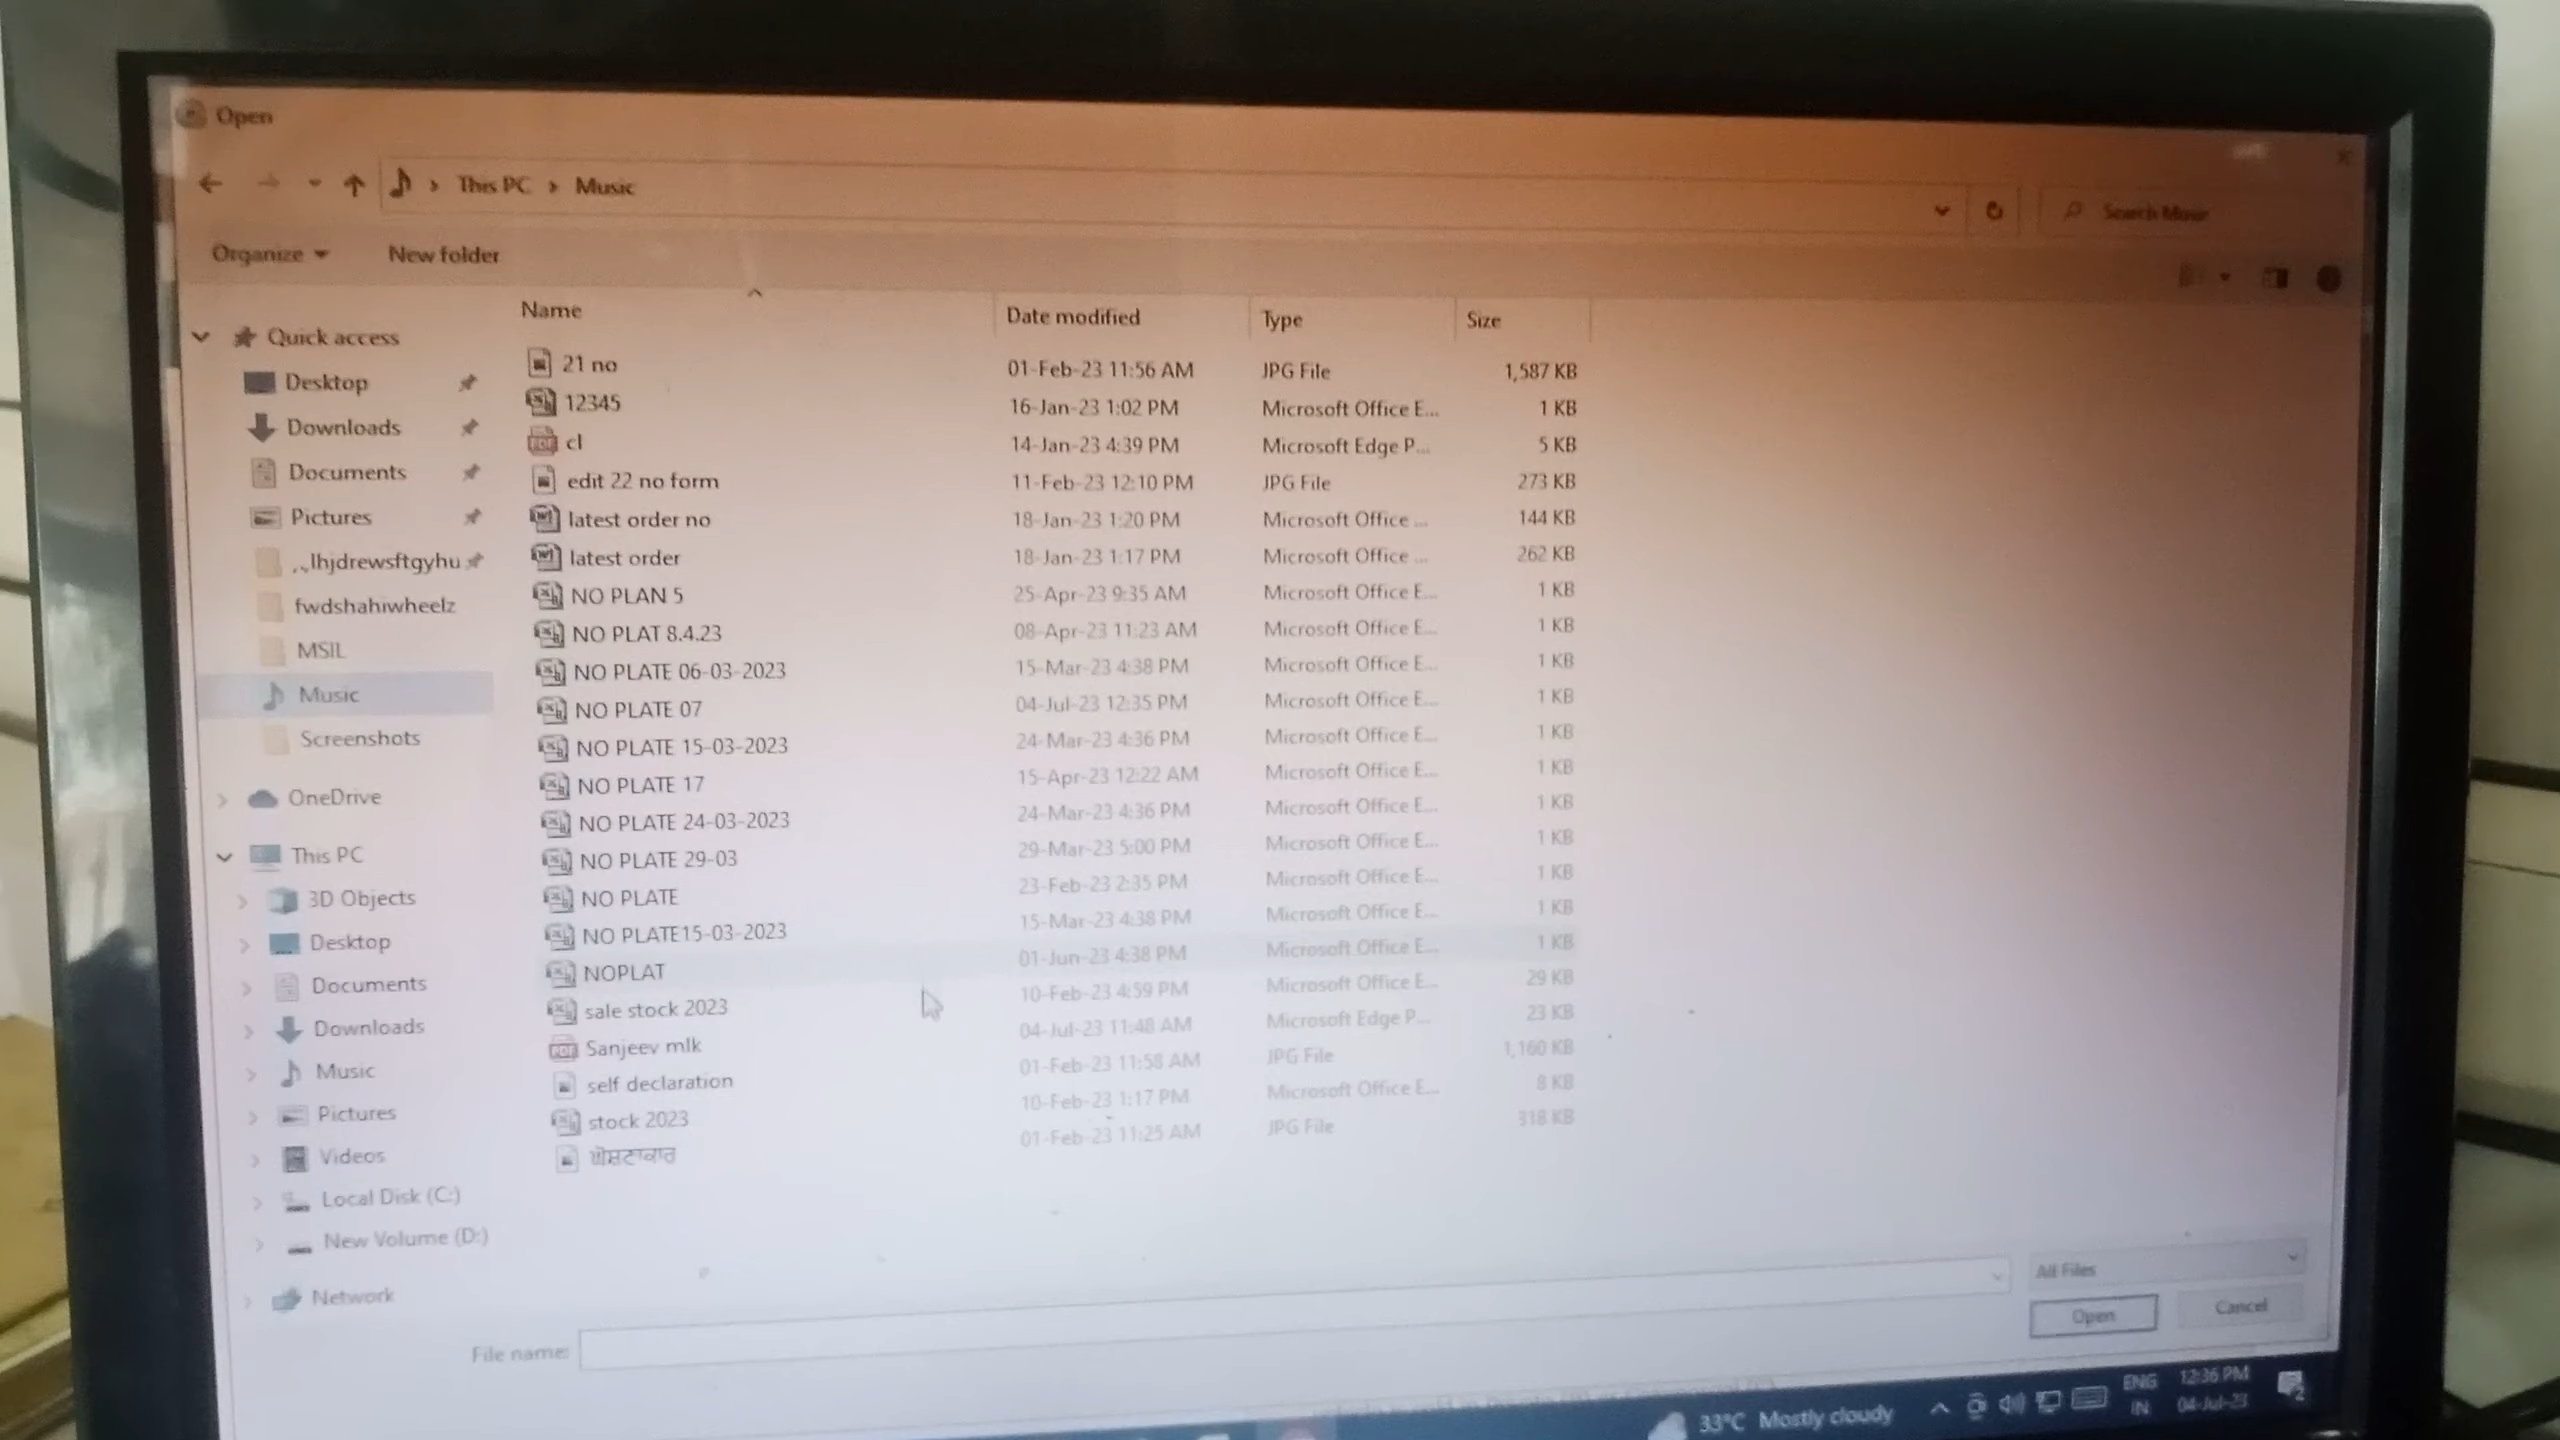 Open
This PC › Music
Search Music
Organize New folder
Name Date modified Type Size
Quick access
Desktop
Downloads
Documents
Pictures
.,.lhjdrewsftgyhu
fwdshahiwheelz
MSIL
Music
Screenshots
OneDrive
This PC
3D Objects
Desktop
Documents
Downloads
Music
Pictures
Videos
Local Disk (C:)
New Volume (D:)
Network
21 no 01-Feb-23 11:56 AM JPG File 1,587 KB
12345 16-Jan-23 1:02 PM Microsoft Office E... 1 KB
cl 14-Jan-23 4:39 PM Microsoft Edge P... 5 KB
edit 22 no form 11-Feb-23 12:10 PM JPG File 273 KB
latest order no 18-Jan-23 1:20 PM Microsoft Office ... 144 KB
latest order 18-Jan-23 1:17 PM Microsoft Office ... 262 KB
NO PLAN 5 25-Apr-23 9:35 AM Microsoft Office E... 1 KB
NO PLAT 8.4.23 08-Apr-23 11:23 AM Microsoft Office E... 1 KB
NO PLATE 06-03-2023 15-Mar-23 4:38 PM Microsoft Office E... 1 KB
NO PLATE 07 04-Jul-23 12:35 PM Microsoft Office E... 1 KB
NO PLATE 15-03-2023 24-Mar-23 4:36 PM Microsoft Office E... 1 KB
NO PLATE 17 15-Apr-23 12:22 AM Microsoft Office E... 1 KB
NO PLATE 24-03-2023 24-Mar-23 4:36 PM Microsoft Office E... 1 KB
NO PLATE 29-03 29-Mar-23 5:00 PM Microsoft Office E... 1 KB
NO PLATE 23-Feb-23 2:35 PM Microsoft Office E... 1 KB
NO PLATE15-03-2023 15-Mar-23 4:38 PM Microsoft Office E... 1 KB
NOPLAT 01-Jun-23 4:38 PM Microsoft Office E... 1 KB
sale stock 2023 10-Feb-23 4:59 PM Microsoft Office E... 29 KB
Sanjeev mlk 04-Jul-23 11:48 AM Microsoft Edge P... 23 KB
self declaration 01-Feb-23 11:58 AM JPG File 1,160 KB
stock 2023 10-Feb-23 1:17 PM Microsoft Office E... 8 KB
ਘੋਸ਼ਣਾਕਾਰ 01-Feb-23 11:25 AM JPG File 318 KB
All Files
Open Cancel
File name:
33°C Mostly cloudy
ENG
IN
12:36 PM
04-Jul-23
2